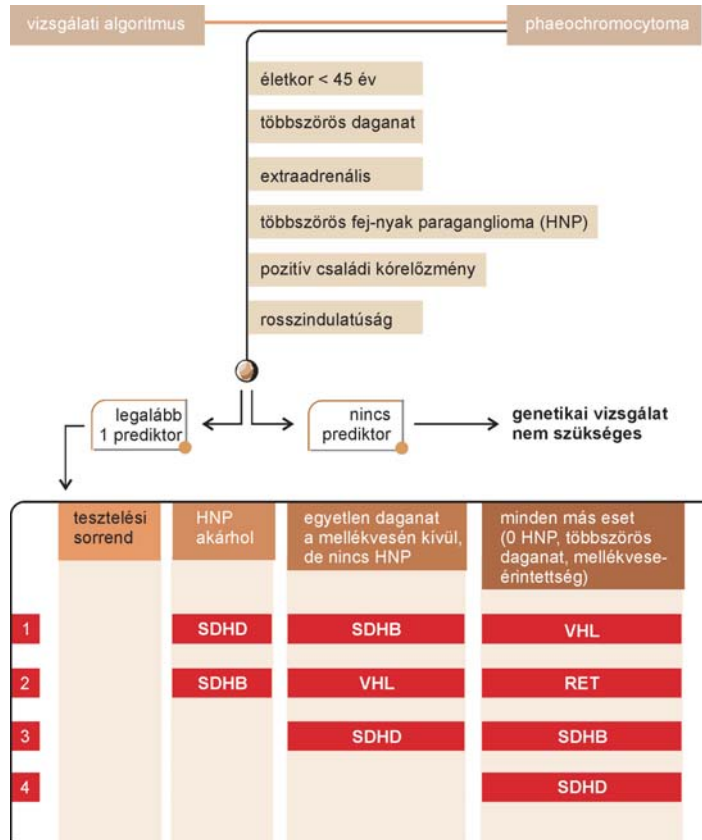 vizsgálati algoritmus
phaeochromocytoma
életkor < 45 év
többszörös daganat
extraadrenális
többszörös fej-nyak paraganglioma (HNP)
pozitív családi kórelőzmény
rosszindulatúság
legalább
1 prediktor
nincs
prediktor
genetikai vizsgálat
nem szükséges
tesztelési
sorrend
HNP
akárhol
egyetlen daganat
a mellékvesén kívül,
de nincs HNP
minden más eset
(0 HNP, többszörös
daganat, mellékvese-
érintettség)
1 SDHD SDHB VHL
2 SDHB VHL RET
3 SDHD SDHB
4 SDHD